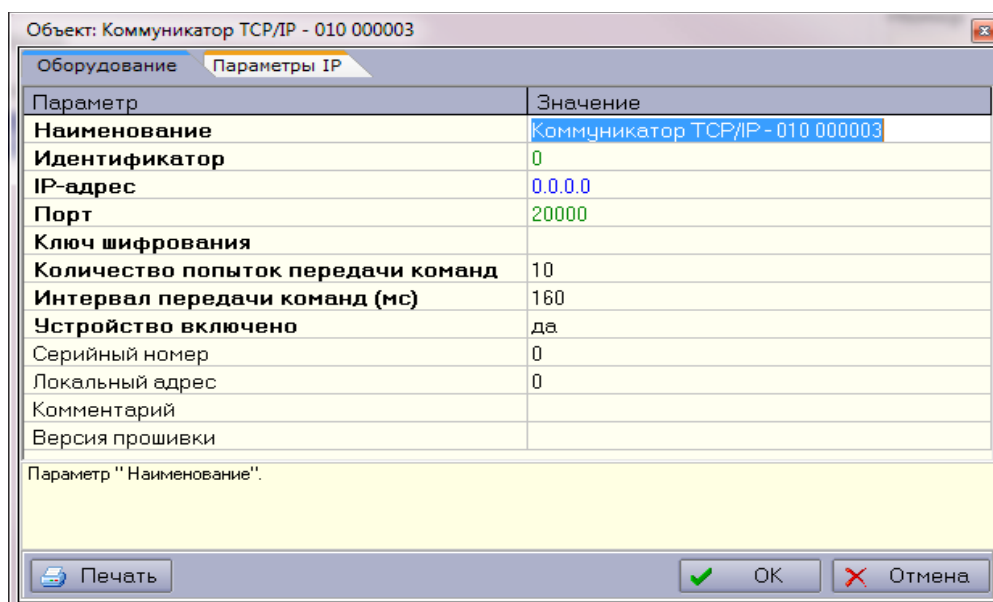 Объект: Коммуникатор TCP/IP - 010 000003
Оборудование Параметры IP
Параметр Значение
Наименование Коммуникатор TCP/IP - 010 000003
Идентификатор 0
IP-адрес 0.0.0.0
Порт 20000
Ключ шифрования
Количество попыток передачи команд 10
Интервал передачи команд (мс) 160
Устройство включено да
Серийный номер 0
Локальный адрес 0
Комментарий
Версия прошивки
Параметр " Наименование".
Печать OK Отмена